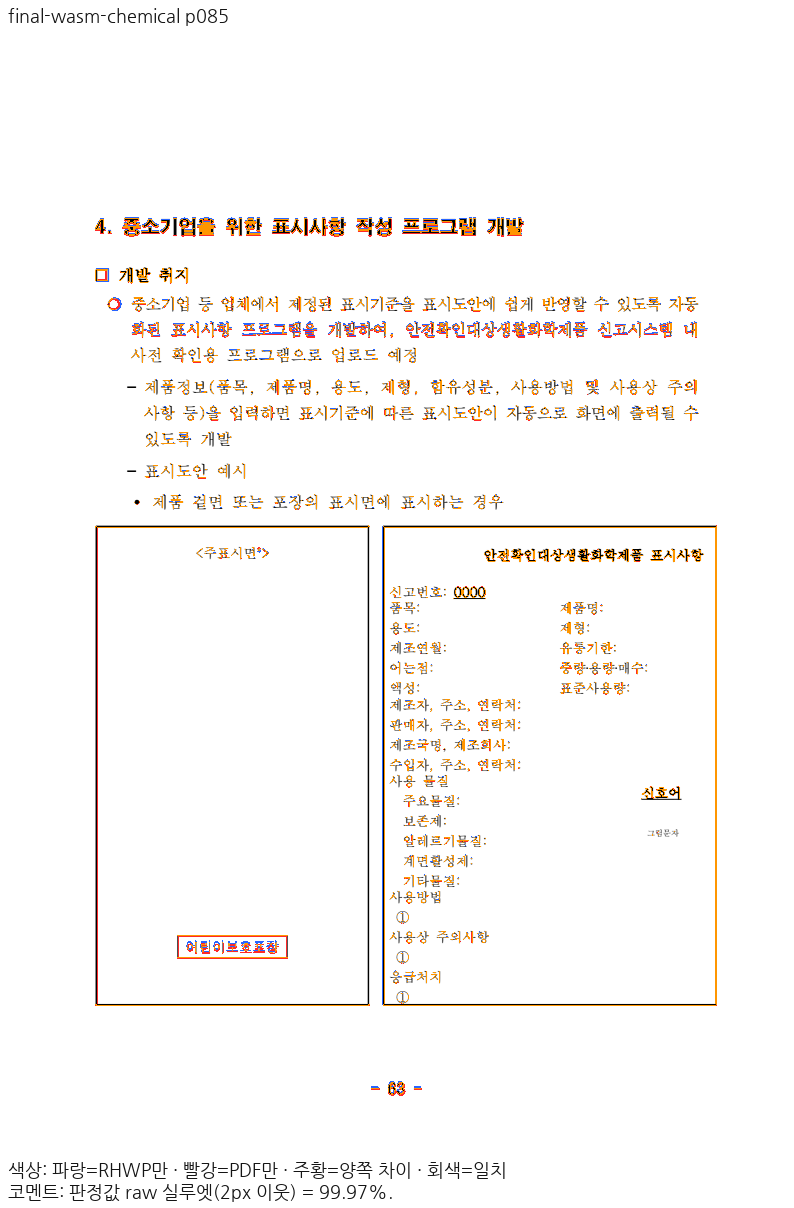 final-wasm-chemical p085
4. 중소기업을 위한 표시사항 작성 프로그램 개발
□ 개발 취지
○ 중소기업 등 업체에서 제정된 표시기준을 표시도안에 쉽게 반영할 수 있도록 자동
화된 표시사항 프로그램을 개발하여, 안전확인대상생활화학제품 신고시스템 내
사전 확인용 프로그램으로 업로드 예정
- 제품정보(품목, 제품명, 용도, 제형, 함유성분, 사용방법 및 사용상 주의
사항 등)을 입력하면 표시기준에 따른 표시도안이 자동으로 화면에 출력될 수
있도록 개발
- 표시도안 예시
• 제품 겉면 또는 포장의 표시면에 표시하는 경우
<주표시면*>
어린이보호포장
안전확인대상생활화학제품 표시사항
신고번호: 0000
품목: 제품명:
용도: 제형:
제조연월: 유통기한:
어는점: 중량·용량·매수:
액성: 표준사용량:
제조자, 주소, 연락처:
판매자, 주소, 연락처:
제조국명, 제조회사:
수입자, 주소, 연락처:
사용 물질
주요물질:
신호어
보존제:
그림문자
알레르기물질:
계면활성제:
기타물질:
사용방법
①
사용상 주의사항
①
응급처치
①
- 63 -
색상: 파랑=RHWP만 · 빨강=PDF만 · 주황=양쪽 차이 · 회색=일치
코멘트: 판정값 raw 실루엣(2px 이웃) = 99.97%.